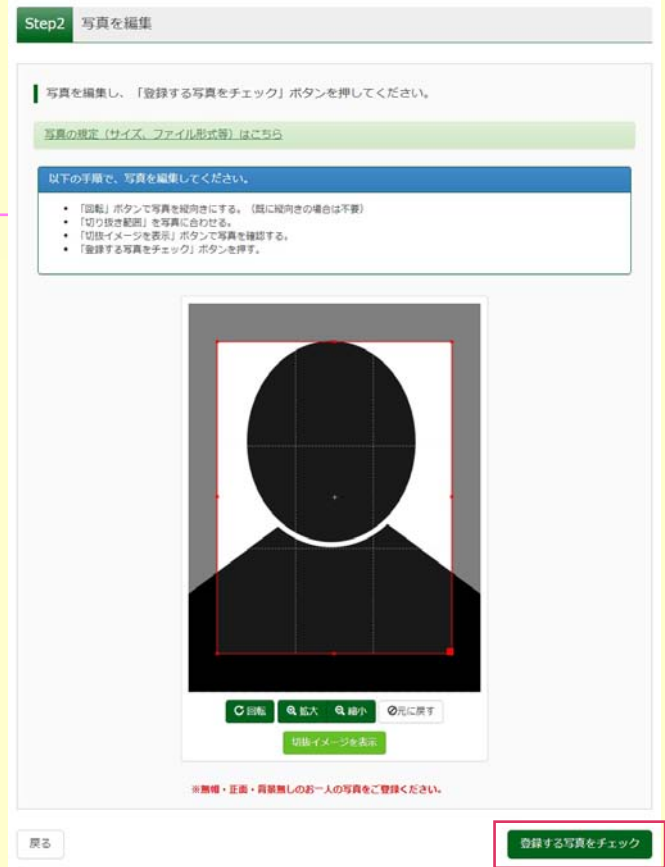 Step2 写真を編集
写真を編集し、「登録する写真をチェック」ボタンを押してください。
写真の規定（サイズ、ファイル形式等）はこちら
以下の手順で、写真を編集してください。
• 「回転」ボタンで写真を縦向きにする。（既に縦向きの場合は不要）
• 「切り抜き範囲」を写真に合わせる。
• 「切抜イメージを表示」ボタンで写真を確認する。
• 「登録する写真をチェック」ボタンを押す。
回転 拡大 縮小 元に戻す
切抜イメージを表示
※無帽・正面・背景無しのお一人の写真をご登録ください。
戻る 登録する写真をチェック